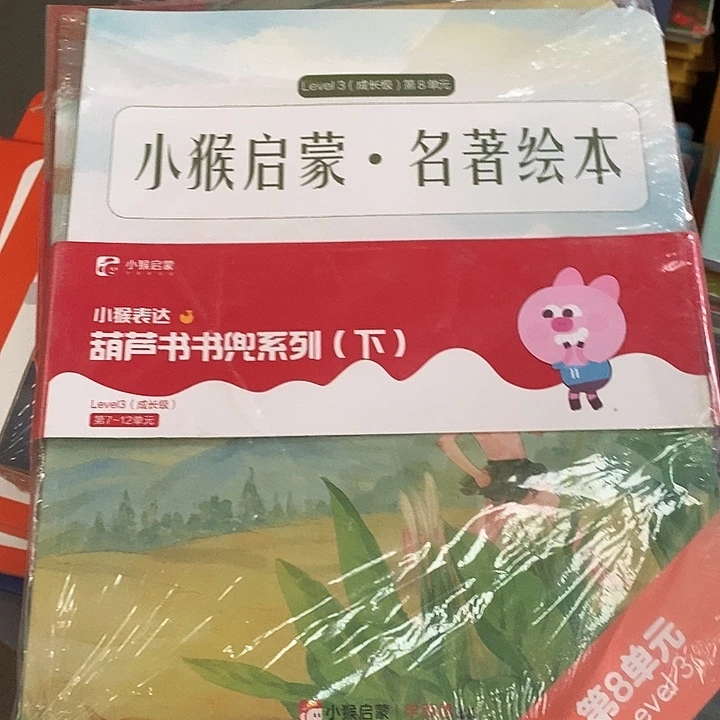 Level 3（成长级）第8单元
小猴启蒙·名著绘本
小猴启蒙
小猴表达
葫芦书书兜系列（下）
Level3（成长级）
第7-12单元
小猴启蒙
第8单元
Level 3